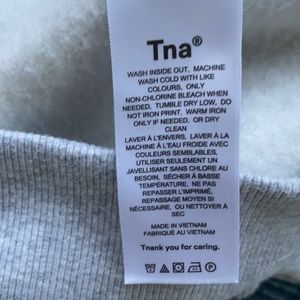 Tna®
WASH INSIDE OUT, MACHINE
WASH COLD WITH LIKE
COLOURS, ONLY
NON-CHLORINE BLEACH WHEN
NEEDED, TUMBLE DRY LOW, DO
NOT IRON PRINT. WARM IRON
ONLY IF NEEDED, OR DRY
CLEAN
LAVER À L'ENVERS, LAVER À
LA MACHINE À L'EAU FROIDE AVEC
COULEURS SEMBLABLES,
UTILISER SEULEMENT UN
JAVELLISANT SANS CHLORE AU
BESOIN, SÉCHER À BASSE
TEMPÉRATURE, NE PAS
REPASSER L'IMPRIMÉ,
REPASSAGE MOYEN SI
NÉCESSAIRE, OU NETTOYER À
SEC
MADE IN VIETNAM
FABRIQUÉ AU VIETNAM
Tnank you for caring.